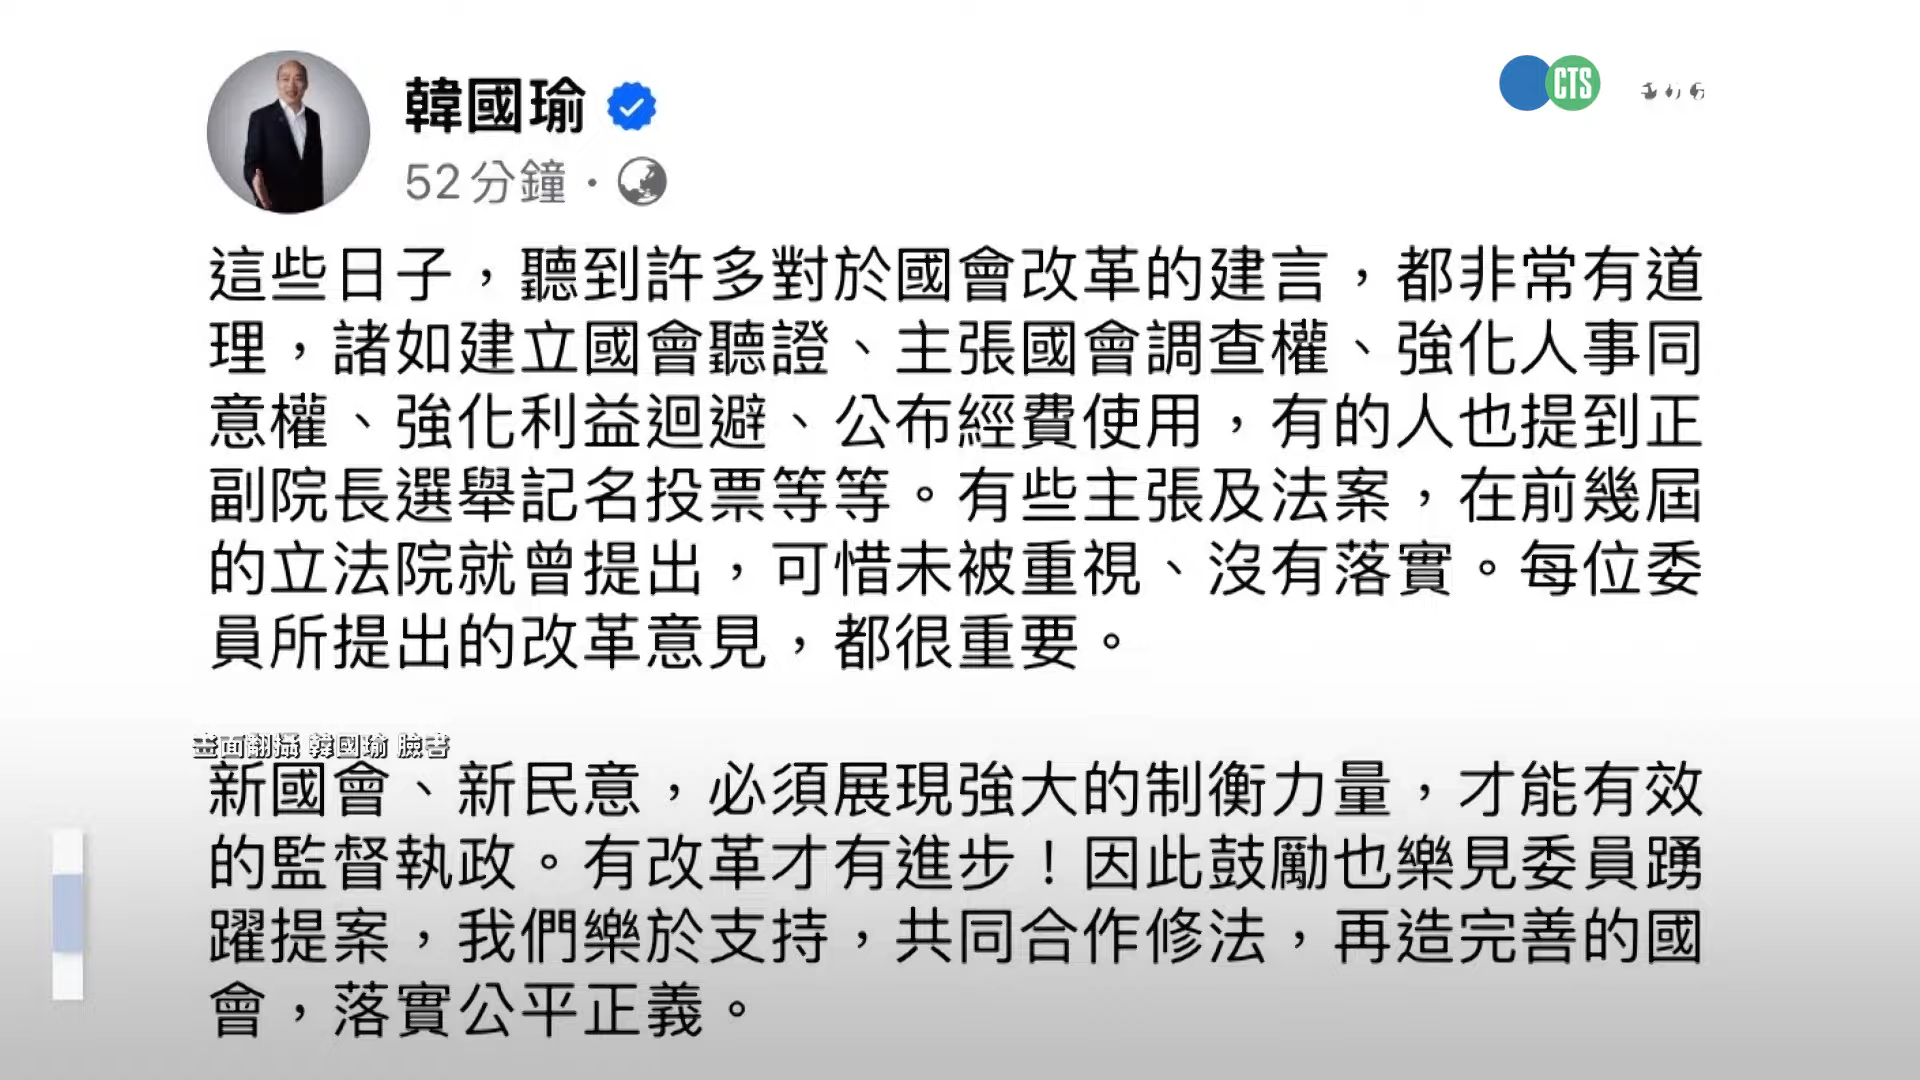 韓國瑜
CTS
52分鐘·
這些日子，聽到許多對於國會改革的建言，都非常有道
理，諸如建立國會聽證、主張國會調查權、強化人事同
意權、強化利益迴避、公布經費使用，有的人也提到正
副院長選舉記名投票等等。有些主張及法案，在前幾屆
的立法院就曾提出，可惜未被重視、沒有落實。每位委
員所提出的改革意見，都很重要。
畫面翻攝 韓國瑜 臉書
新國會、新民意，必須展現強大的制衡力量，才能有效
的監督執政。有改革才有進步！因此鼓勵也樂見委員踴
躍提案，我們樂於支持，共同合作修法，再造完善的國
會，落實公平正義。